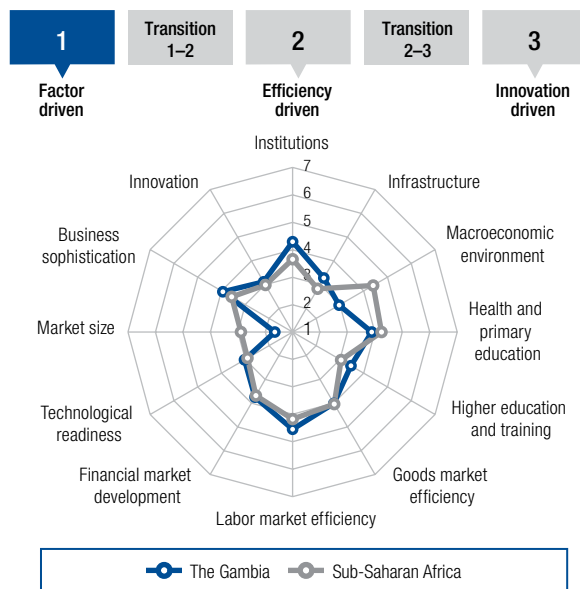 1
Transition
1–2
2
Transition
2–3
3
Factor
driven
Efficiency
driven
Innovation
driven
Institutions
7
6
5
4
3
2
1
Infrastructure
Macroeconomic
environment
Health and
primary
education
Higher education
and training
Goods market
efficiency
Labor market efficiency
Financial market
development
Technological
readiness
Market size
Business
sophistication
Innovation
The Gambia
Sub-Saharan Africa